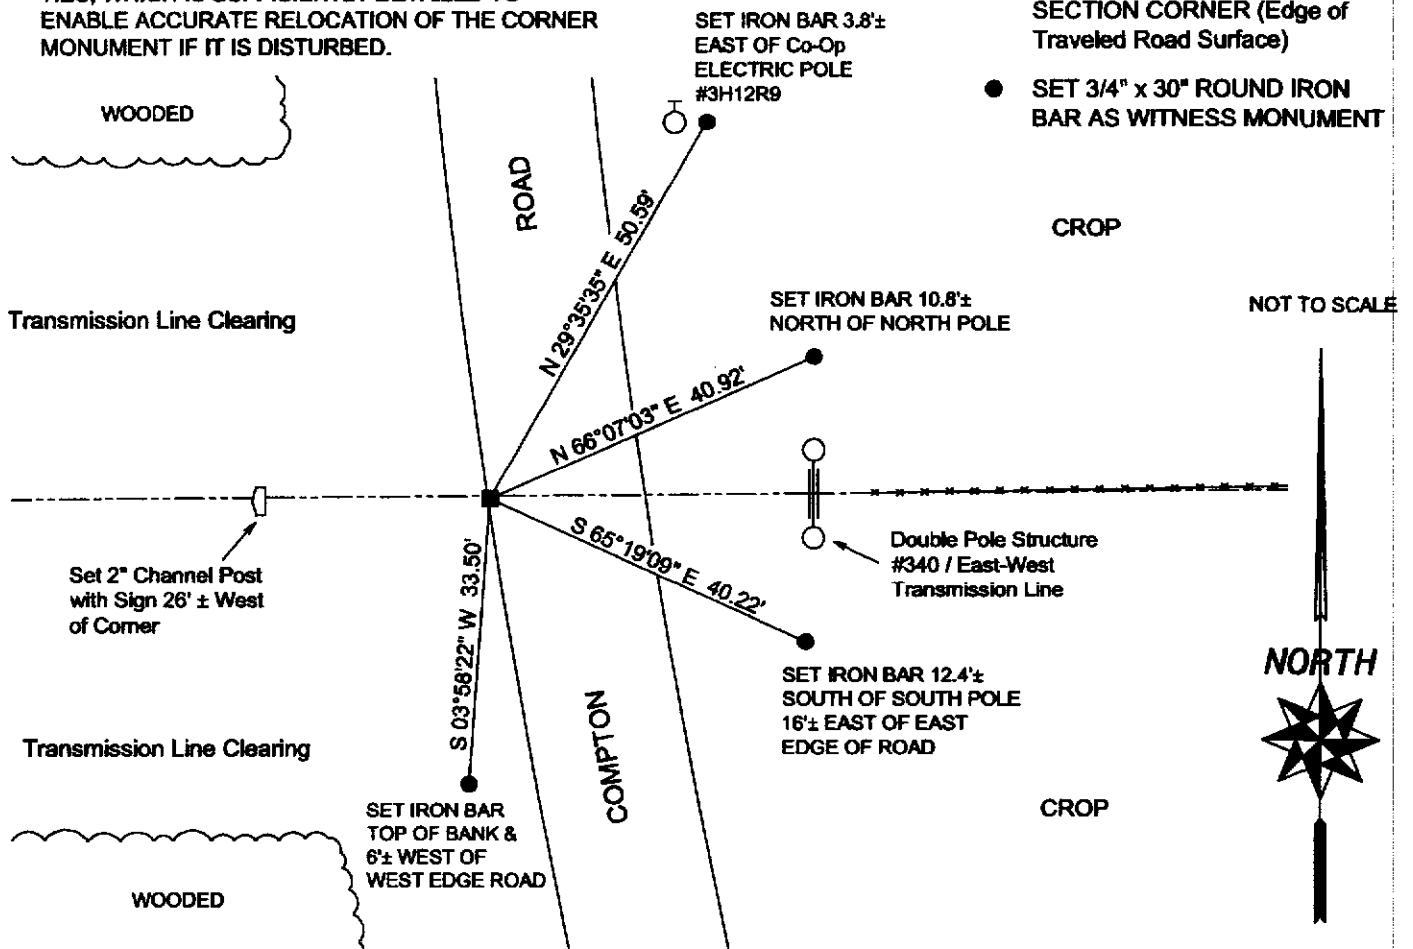 ENABLE ACCURATE RELOCATION OF THE CORNER
MONUMENT IF IT IS DISTURBED.
SET IRON BAR 3.8'±
EAST OF Co-Op
ELECTRIC POLE
#3H12R9
SECTION CORNER (Edge of
Traveled Road Surface)
SET 3/4" x 30" ROUND IRON
BAR AS WITNESS MONUMENT
WOODED
ROAD
N 29°35'35" E 50.59'
CROP
Transmission Line Clearing
SET IRON BAR 10.8'±
NORTH OF NORTH POLE
NOT TO SCALE
N 66°07'03" E 40.92'
S 65°19'09" E 40.22'
Double Pole Structure
#340 / East-West
Transmission Line
Set 2" Channel Post
with Sign 26' ± West
of Corner
S 03°58'22" W 33.50'
SET IRON BAR 12.4'±
SOUTH OF SOUTH POLE
16'± EAST OF EAST
EDGE OF ROAD
NORTH
Transmission Line Clearing
COMPTON
SET IRON BAR
TOP OF BANK &
6'± WEST OF
WEST EDGE ROAD
CROP
WOODED